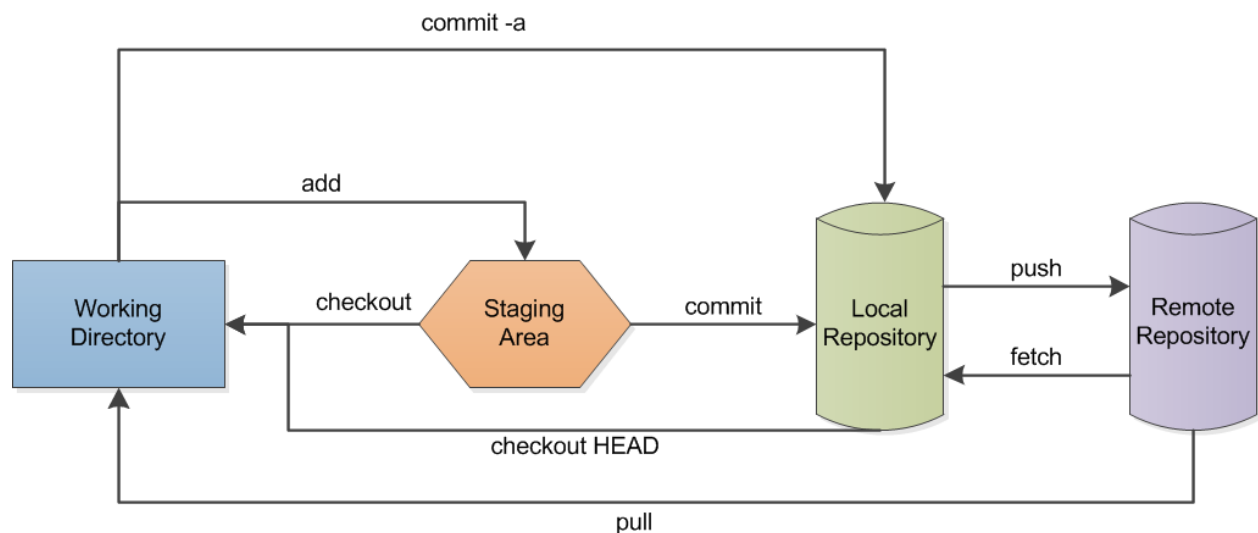 commit -a
add
Working
Directory
checkout
Staging
Area
commit
Local
Repository
push
fetch
Remote
Repository
checkout HEAD
pull